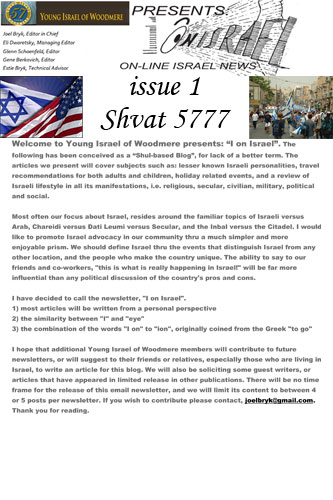 YOUNG ISRAEL OF WOODMERE
PRESENTS:
Joel Bryk, Editor in Chief
Eli Dworetsky, Managing Editor
Glenn Schoenfeld, Editor
Gene Berkovich, Editor
Estie Bryk, Technical Advisor
I on ISRAEL
ON-LINE ISRAEL NEWS
issue 1
Shvat 5777
Welcome to Young Israel of Woodmere presents: “I on Israel”. The
following has been conceived as a “Shul-based Blog”, for lack of a better term. The
articles we present will cover subjects such as: lesser known Israeli personalities, travel
recommendations for both adults and children, holiday related events, and a review of
Israeli lifestyle in all its manifestations, i.e. religious, secular, civilian, military, political
and social.
Most often our focus about Israel, resides around the familiar topics of Israeli versus
Arab, Chareidi versus Dati Leumi versus Secular, and the Inbal versus the Citadel. I would
like to promote Israel advocacy in our community thru a much simpler and more
enjoyable prism. We should define Israel thru the events that distinguish Israel from any
other location, and the people who make the country unique. The ability to say to our
friends and co-workers, "this is what is really happening in Israel!" will be far more
influential than any political discussion of the country's pros and cons.
I have decided to call the newsletter, "I on Israel".
1) most articles will be written from a personal perspective
2) the similarity between "I" and "eye"
3) the combination of the words "I on" to "ion", originally coined from the Greek "to go"
I hope that additional Young Israel of Woodmere members will contribute to future
newsletters, or will suggest to their friends or relatives, especially those who are living in
Israel, to write an article for this blog. We will also be soliciting some guest writers, or
articles that have appeared in limited release in other publications. There will be no time
frame for the release of this email newsletter, and we will limit its content to between 4
or 5 posts per newsletter. If you wish to contribute please contact, joelbryk@gmail.com.
Thank you for reading.